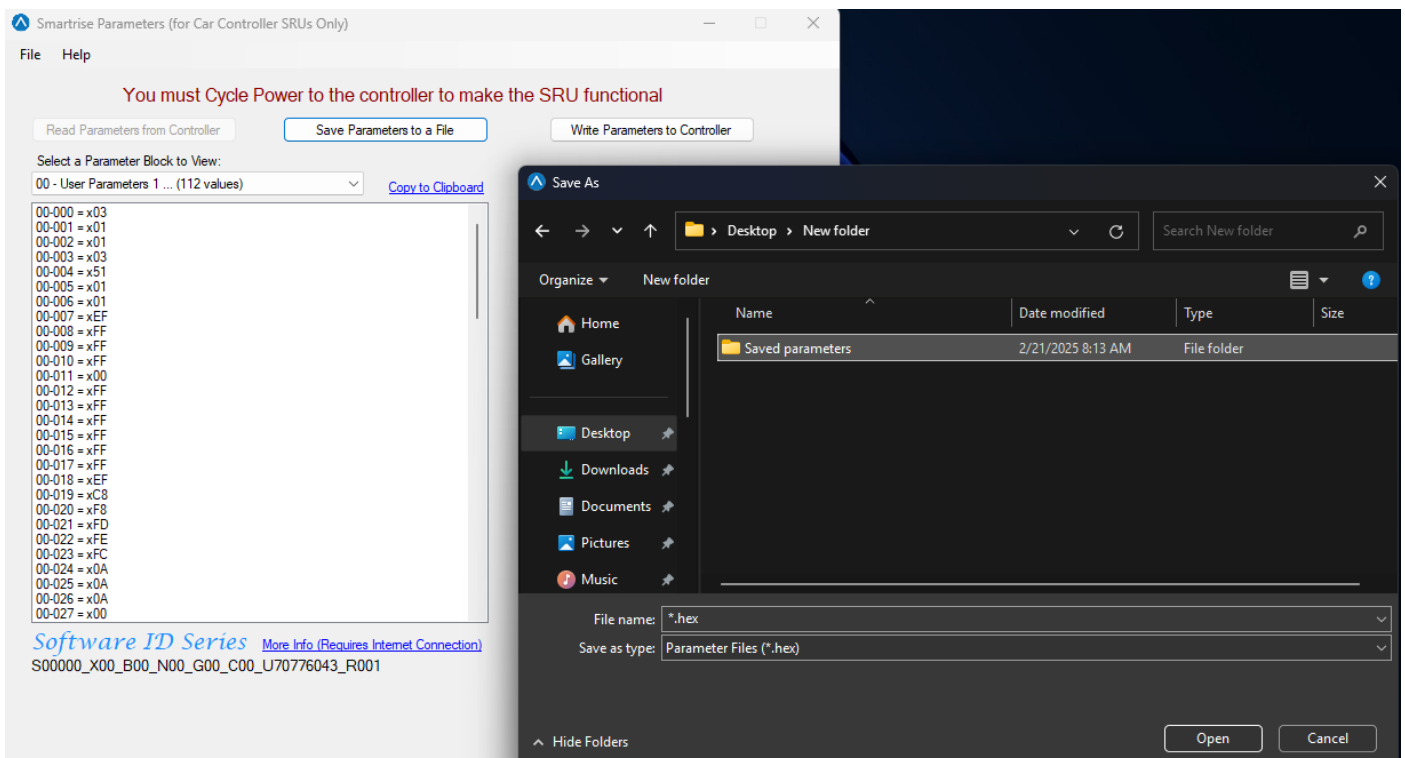 Smartrise Parameters (for Car Controller SRUs Only)
File Help
You must Cycle Power to the controller to make the SRU functional
Read Parameters from Controller
Save Parameters to a File
Write Parameters to Controller
Select a Parameter Block to View:
00 - User Parameters 1 ... (112 values)
Copy to Clipboard
00-000 = x03
00-001 = x01
00-002 = x01
00-003 = x03
00-004 = x51
00-005 = x01
00-006 = x01
00-007 = xEF
00-008 = xFF
00-009 = xFF
00-010 = xFF
00-011 = x00
00-012 = xFF
00-013 = xFF
00-014 = xFF
00-015 = xFF
00-016 = xFF
00-017 = xFF
00-018 = xEF
00-019 = xC8
00-020 = xF8
00-021 = xFD
00-022 = xFE
00-023 = xFC
00-024 = x0A
00-025 = x0A
00-026 = x0A
00-027 = x00
Software ID Series
More Info (Requires Internet Connection)
S00000_X00_B00_N00_G00_C00_U70776043_R001
Save As
Desktop > New folder
Search New folder
Organize
New folder
Home
Gallery
Desktop
Downloads
Documents
Pictures
Music
Name Date modified Type Size
Saved parameters 2/21/2025 8:13 AM File folder
File name: *.hex
Save as type: Parameter Files (*.hex)
Hide Folders
Open
Cancel